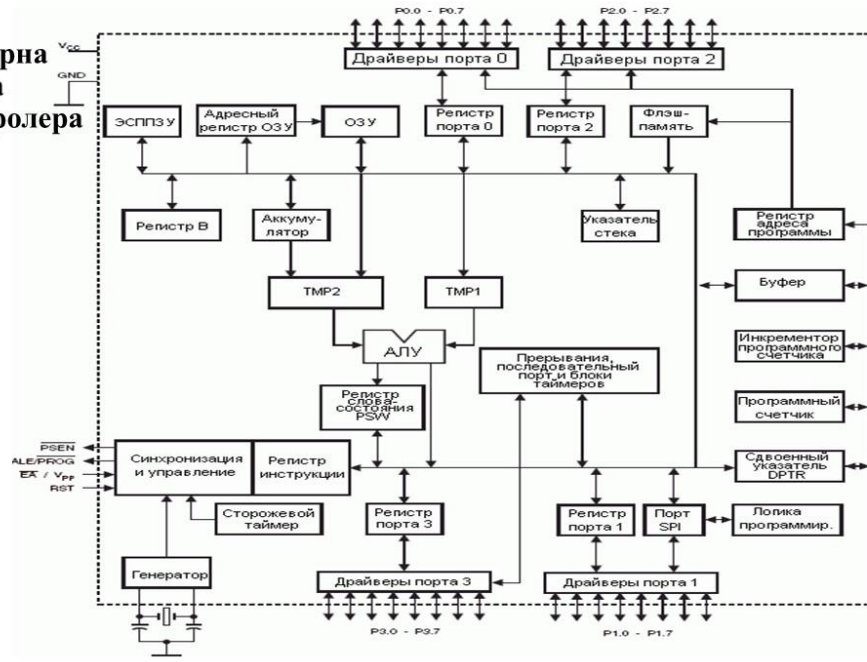 P0.0 - P0.7
P2.0 - P2.7
Vcc
GND
Драйверы порта 0
Драйверы порта 2
ЭСППЗУ
Адресный
регистр ОЗУ
ОЗУ
Регистр
порта 0
Регистр
порта 2
Флэш-
память
Регистр B
Аккуму-
лятор
Указатель
стека
Регистр
адреса
программы
TMP2
TMP1
Буфер
АЛУ
Прерывания,
последовательный
порт,и блоки
таймеров
Инкрементор
программного
счетчика
Регистр
слова-
состояния
PSW
Программный
счетчик
PSEN
ALE/PROG
EA / VPP
RST
Синхронизация
и управление
Регистр
инструкции
Сдвоенный
указатель
DPTR
Сторожевой
таймер
Регистр
порта 3
Регистр
порта 1
Порт
SPI
Логика
программир.
Генератор
Драйверы порта 3
Драйверы порта 1
P3.0 - P3.7
P1.0 - P1.7